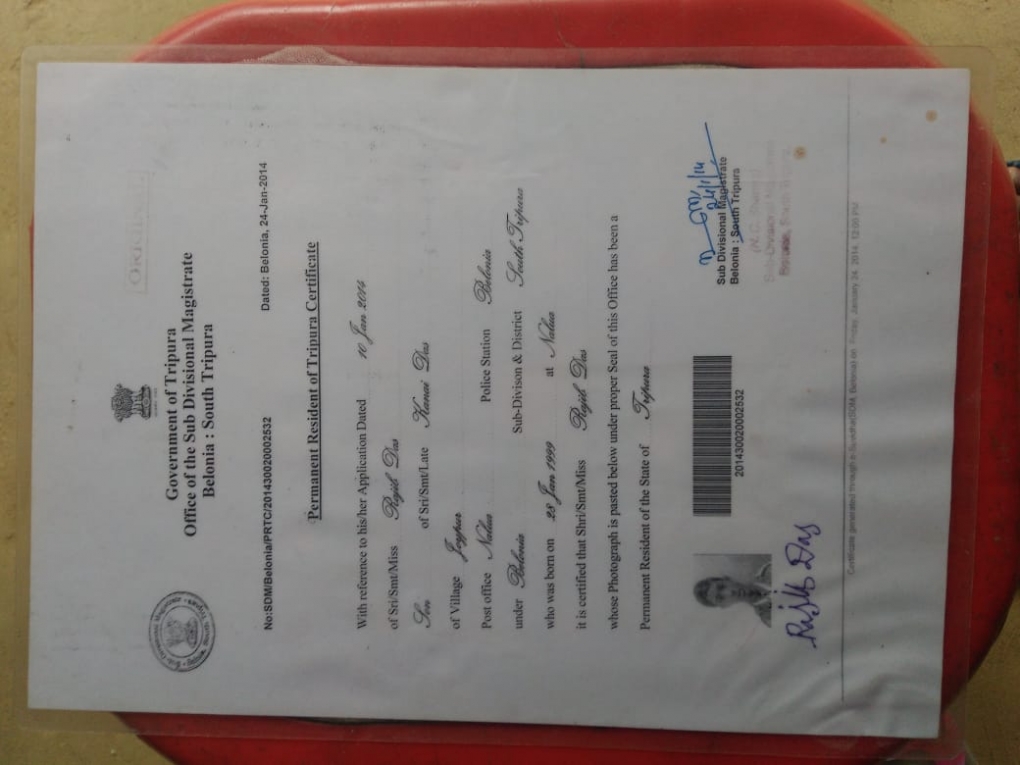 ORIGINAL
Government of Tripura
Office of the Sub Divisional Magistrate
Belonia : South Tripura
No:SDM/Belonia/PRTC/201430020002532 Dated: Belonia, 24-Jan-2014
Permanent Resident of Tripura Certificate
With reference to his/her Application Dated 10 Jan 2014
of Sri/Smt/Miss Rajib Das
Son of Sri/Smt/Late Kanai Das
of Village Joypur
Post office Nalua Police Station Belonia
under Belonia Sub-Divison & District South Tripura
who was born on 28 Jan 1999 at Nalua
it is certified that Shri/Smt/Miss Rajib Das
whose Photograph is pasted below under proper Seal of this Office has been a
Permanent Resident of the State of Tripura
24/1/14
Sub Divisional Magistrate
Belonia : South Tripura
Sub-Divisional Magistrate
Belonia, South Tripura
201430020002532
Rajib Das
Certificate generated through e-Suvidha(SDM, Belonia) on : Friday, January 24, 2014, 12:00 PM